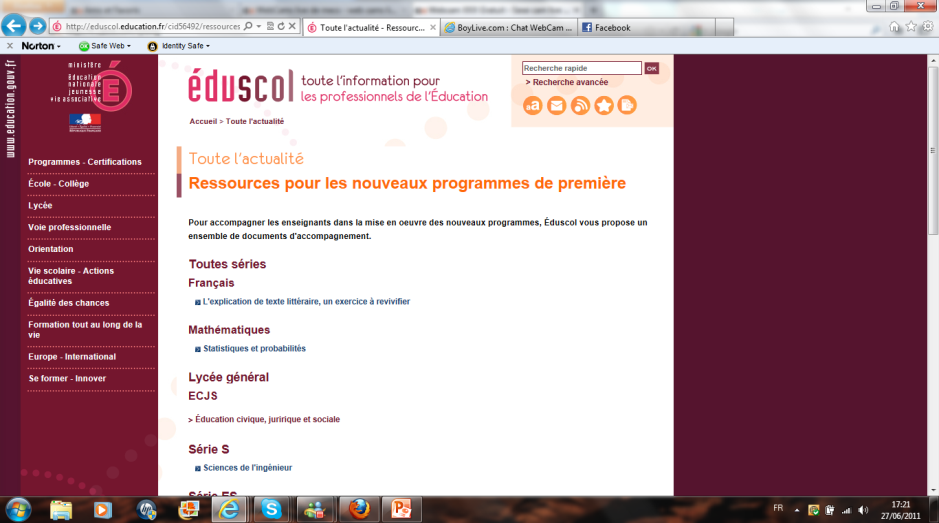 http://eduscol.education.fr/cid56492/ressources
Toute l'actualité - Ressourc...
BoyLive.com : Chat WebCam ...
Facebook
Norton
Safe Web
Identity Safe
www.education.gouv.fr
ministère
éducation
nationale
jeunesse
vie associative
éduscol
toute l'information pour
les professionnels de l'Éducation
Recherche rapide
OK
> Recherche avancée
Accueil > Toute l'actualité
Programmes - Certifications
École - Collège
Lycée
Voie professionnelle
Orientation
Vie scolaire - Actions
éducatives
Égalité des chances
Formation tout au long de la
vie
Europe - International
Se former - Innover
Toute l'actualité
Ressources pour les nouveaux programmes de première
Pour accompagner les enseignants dans la mise en oeuvre des nouveaux programmes, Éduscol vous propose un
ensemble de documents d'accompagnement.
Toutes séries
Français
L'explication de texte littéraire, un exercice à revivifier
Mathématiques
Statistiques et probabilités
Lycée général
ECJS
> Éducation civique, juririque et sociale
Série S
Sciences de l'ingénieur
Série ES
FR
17:21
27/06/2011